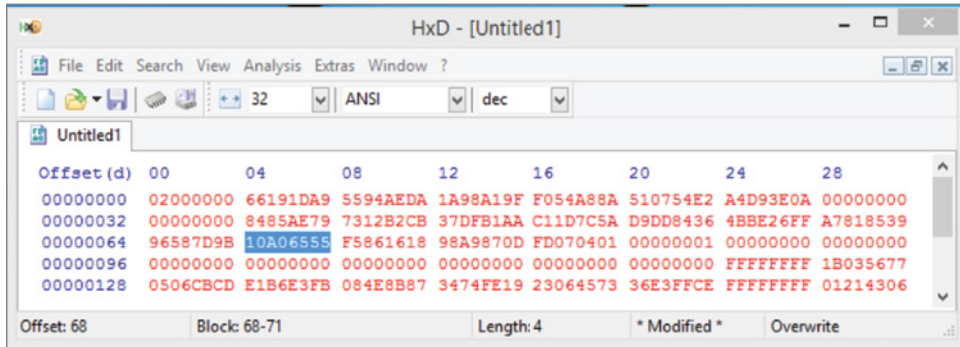 HxD - [Untitled1]
File Edit Search View Analysis Extras Window ?
32 ANSI dec
Untitled1
Offset(d) 00 04 08 12 16 20 24 28
00000000 02000000 66191DA9 5594AEDA 1A98A19F F054A88A 510754E2 A4D93E0A 00000000
00000032 00000000 8485AE79 7312B2CB 37DFB1AA C11D7C5A D9DD8436 4BBE26FF A7818539
00000064 96587D9B 10A06555 F5861618 98A9870D FD070401 00000001 00000000 00000000
00000096 00000000 00000000 00000000 00000000 00000000 00000000 FFFFFFFF 1B035677
00000128 0506CBCD E1B6E3FB 084E8B87 3474FE19 23064573 36E3FFCE FFFFFFFF 01214306
Offset: 68 Block: 68-71 Length: 4 * Modified * Overwrite